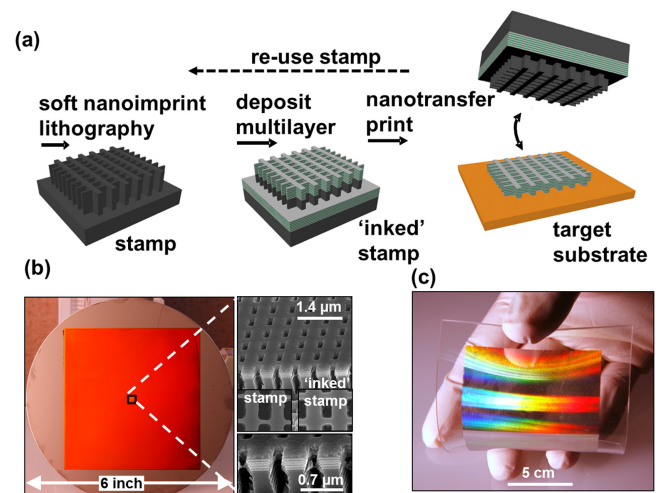 (a)
re-use stamp
soft nanoimprint
lithography
deposit
multilayer
nanotransfer
print
stamp
‘inked’
stamp
target
substrate
(b)
1.4 µm
stamp
‘inked’
stamp
0.7 µm
6 inch
(c)
5 cm